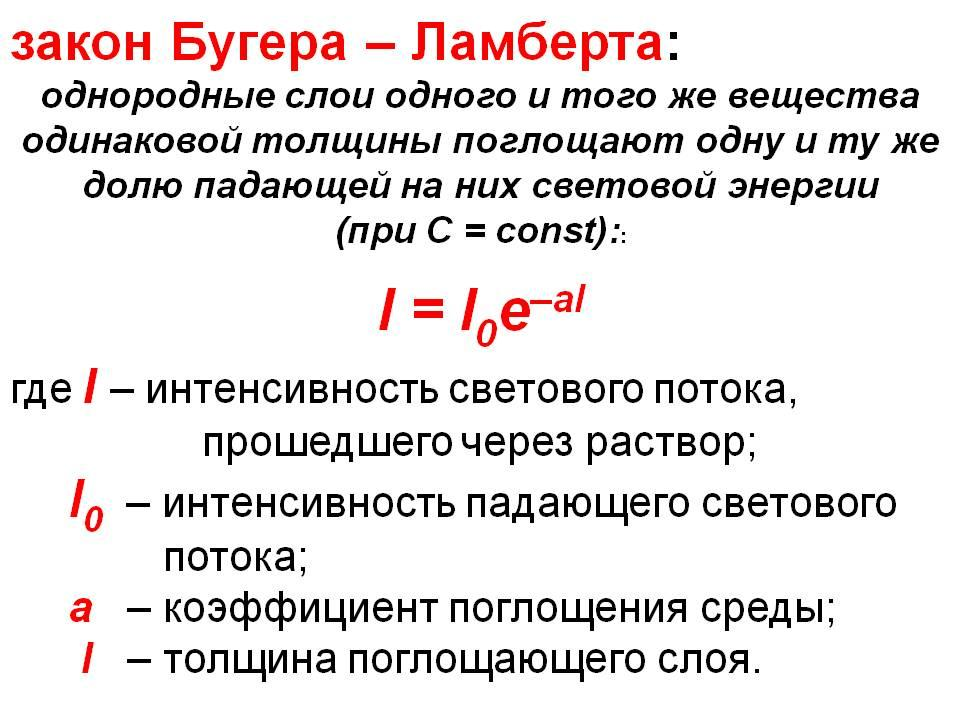 закон Бугера – Ламберта:
однородные слои одного и того же вещества
одинаковой толщины поглощают одну и ту же
долю падающей на них световой энергии
(при С = const)::
I = I₀e⁻ᵃˡ
где I – интенсивность светового потока,
прошедшего через раствор;
I₀ – интенсивность падающего светового
потока;
a – коэффициент поглощения среды;
l – толщина поглощающего слоя.